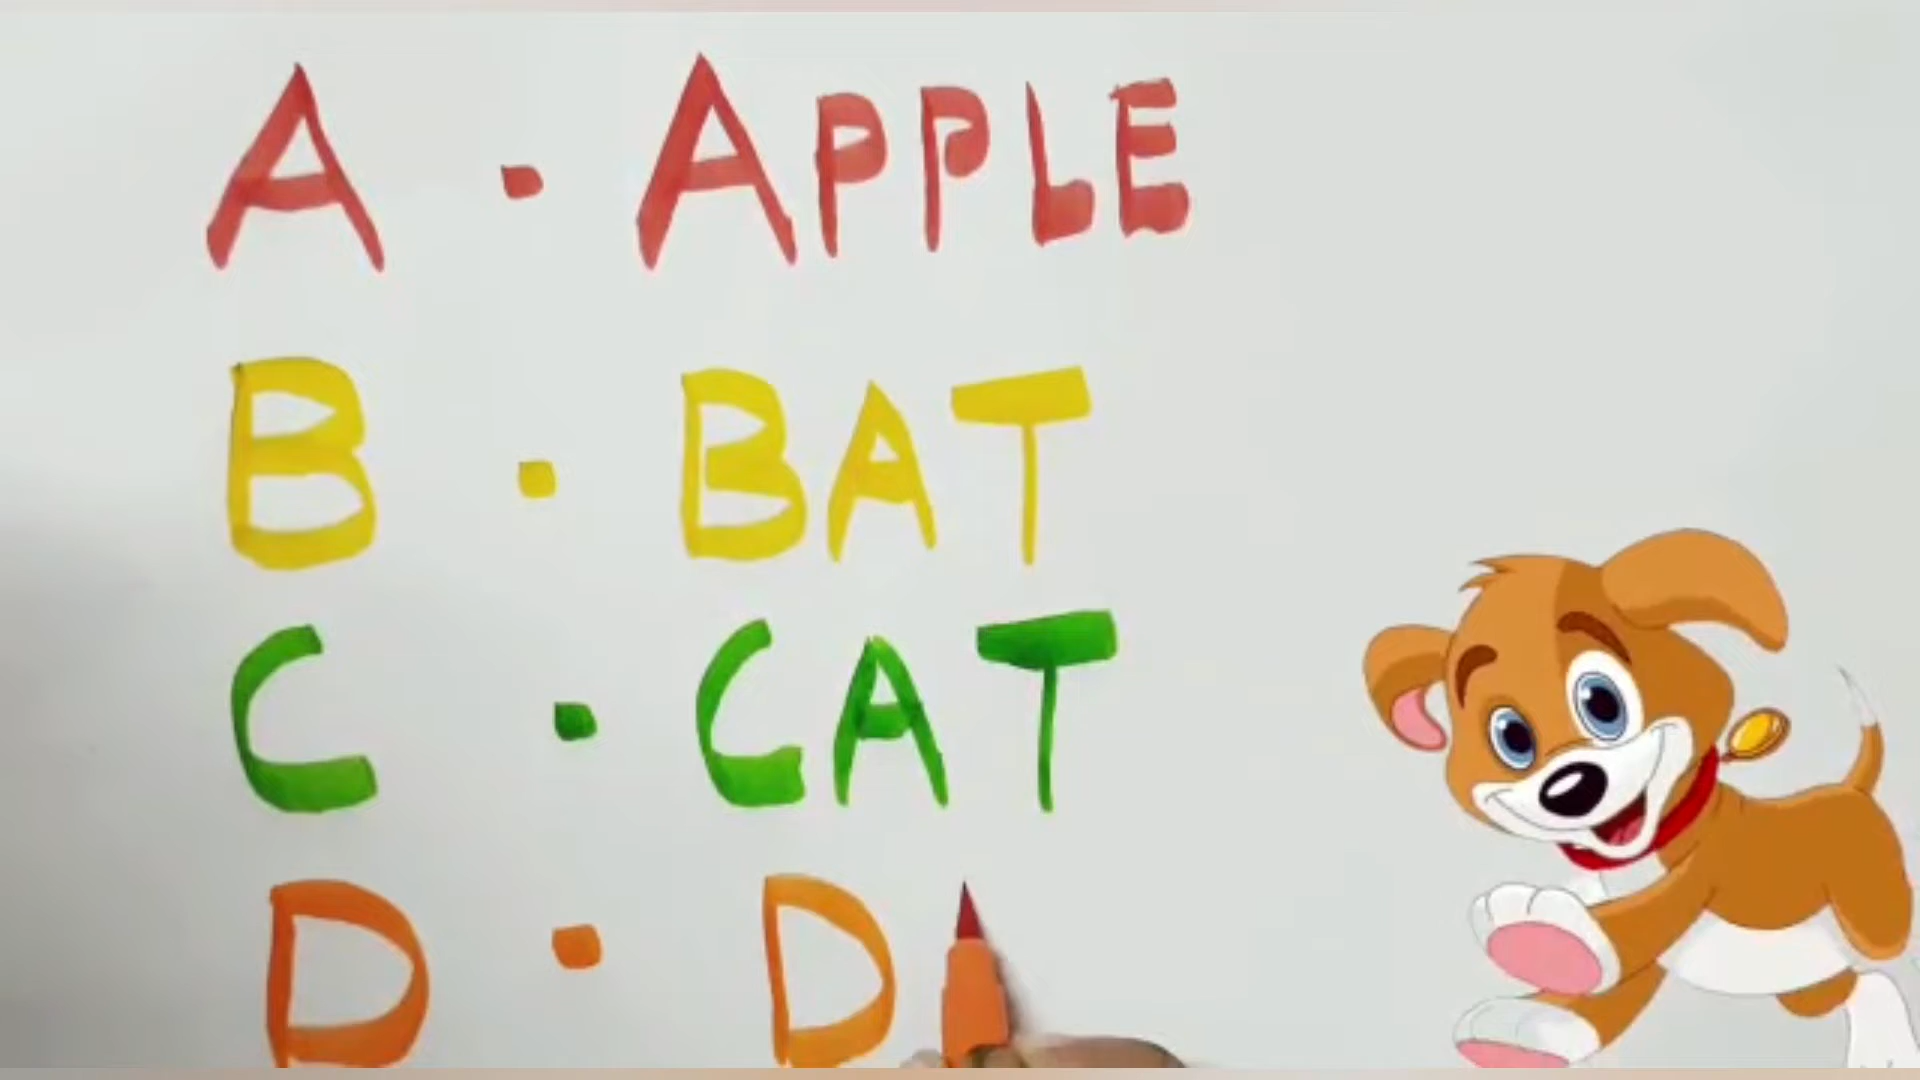 A . APPLE
B . BAT
C . CAT
D . D